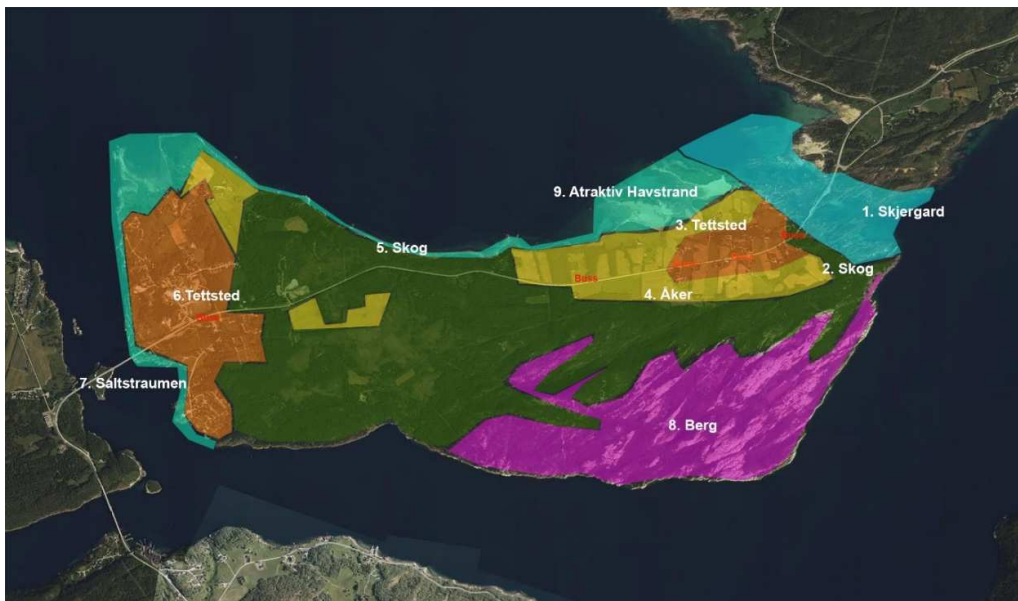 9. Atraktiv Havstrand
1. Skjergard
3. Tettsted
5. Skog
2. Skog
Buss
4. Åker
6.Tettsted
7. Saltstraumen
8. Berg